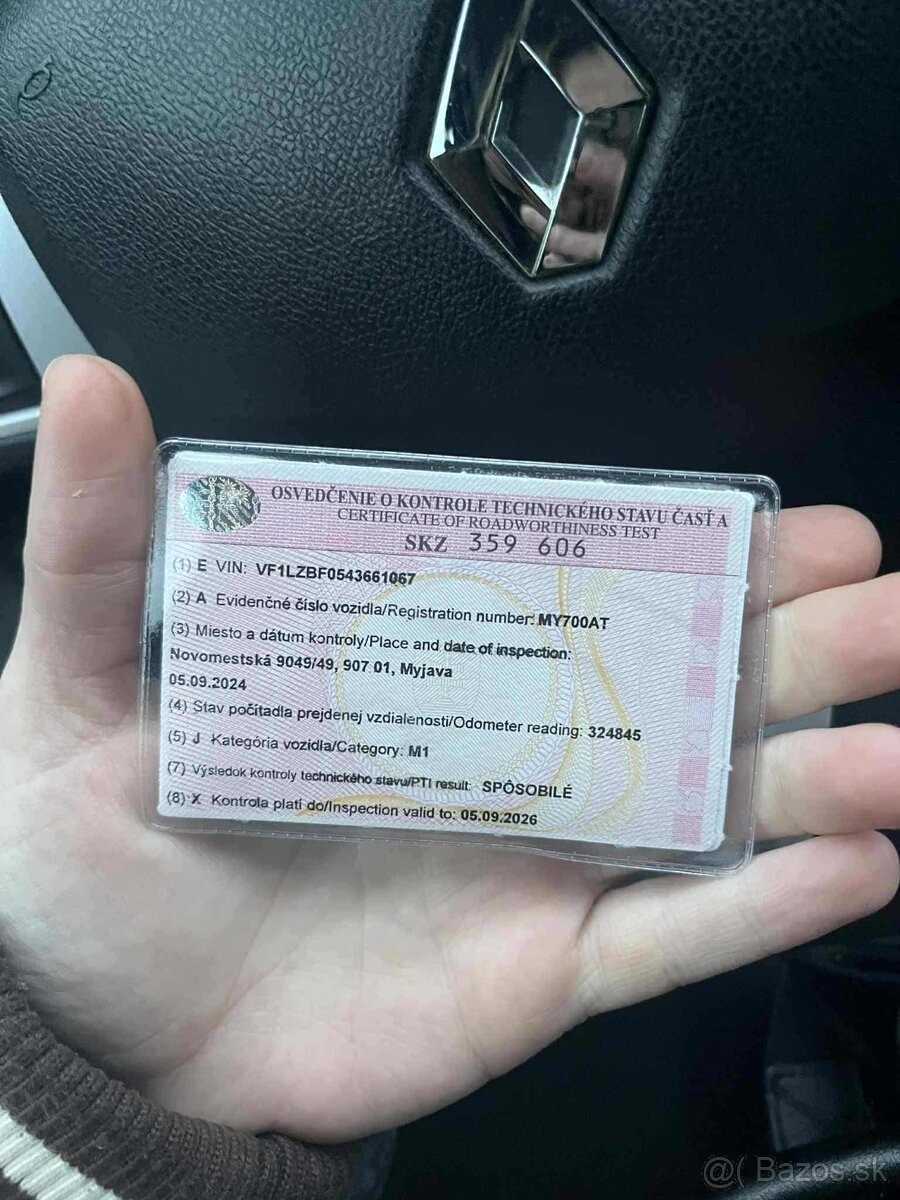 OSVEDČENIE O KONTROLE TECHNICKÉHO STAVU ČASŤ A
CERTIFICATE OF ROADWORTHINESS TEST
SKZ 359 606
(1) E VIN: VF1LZBF0543661067
(2) A Evidenčné číslo vozidla/Registration number: MY700AT
(3) Miesto a dátum kontroly/Place and date of inspection:
Novomestská 9049/49, 907 01, Myjava
05.09.2024
(4) Stav počítadla prejdenej vzdialenosti/Odometer reading: 324845
(5) J Kategória vozidla/Category: M1
(7) Výsledok kontroly technického stavu/PTI result: SPÔSOBILÉ
(8) X Kontrola platí do/Inspection valid to: 05.09.2026
@( Bazos.sk